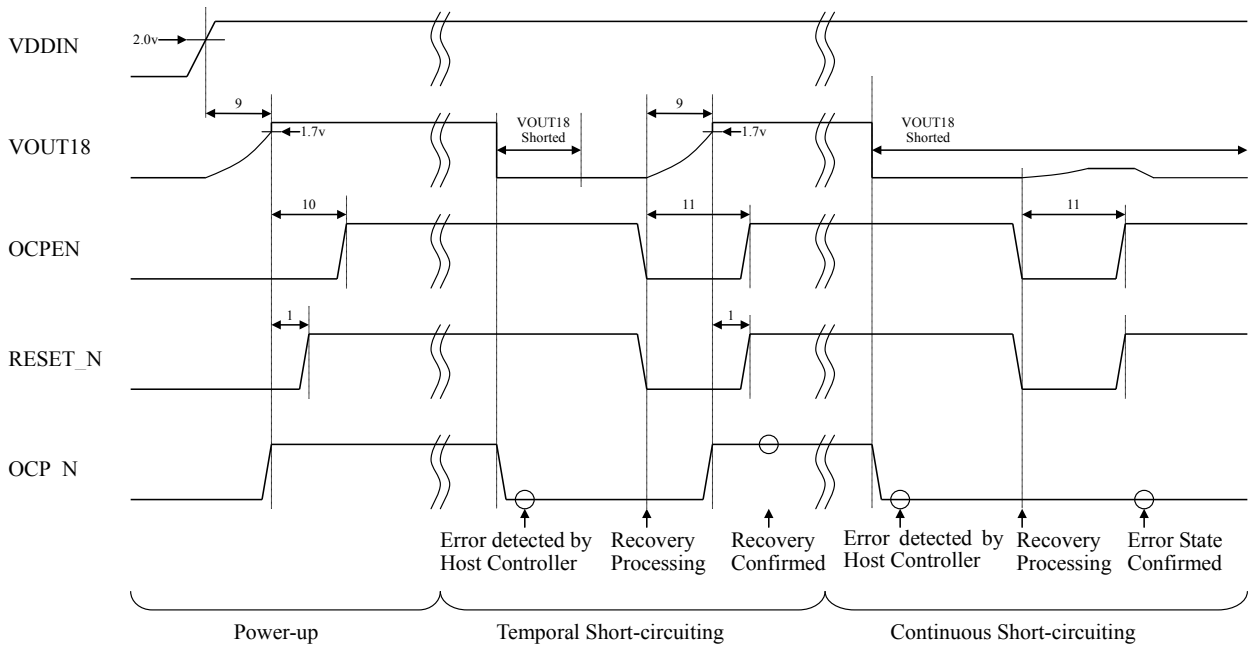 VDDIN
2.0v
9
9
VOUT18
1.7v
VOUT18
Shorted
1.7v
VOUT18
Shorted
10
11
11
OCPEN
1
1
RESET_N
OCP N
Error detected by
Host Controller
Recovery
Processing
Recovery
Confirmed
Error detected by
Host Controller
Recovery
Processing
Error State
Confirmed
Power-up
Temporal Short-circuiting
Continuous Short-circuiting